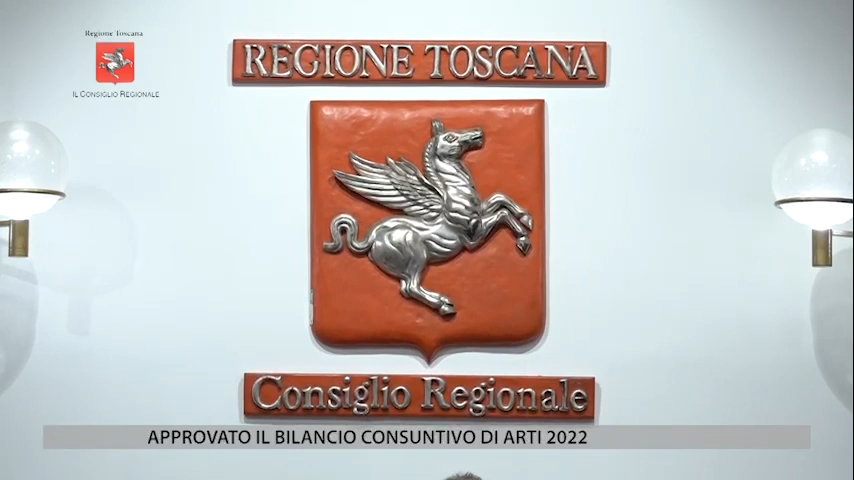 Regione Toscana
IL CONSIGLIO REGIONALE
REGIONE TOSCANA
Consiglio Regionale
APPROVATO IL BILANCIO CONSUNTIVO DI ARTI 2022